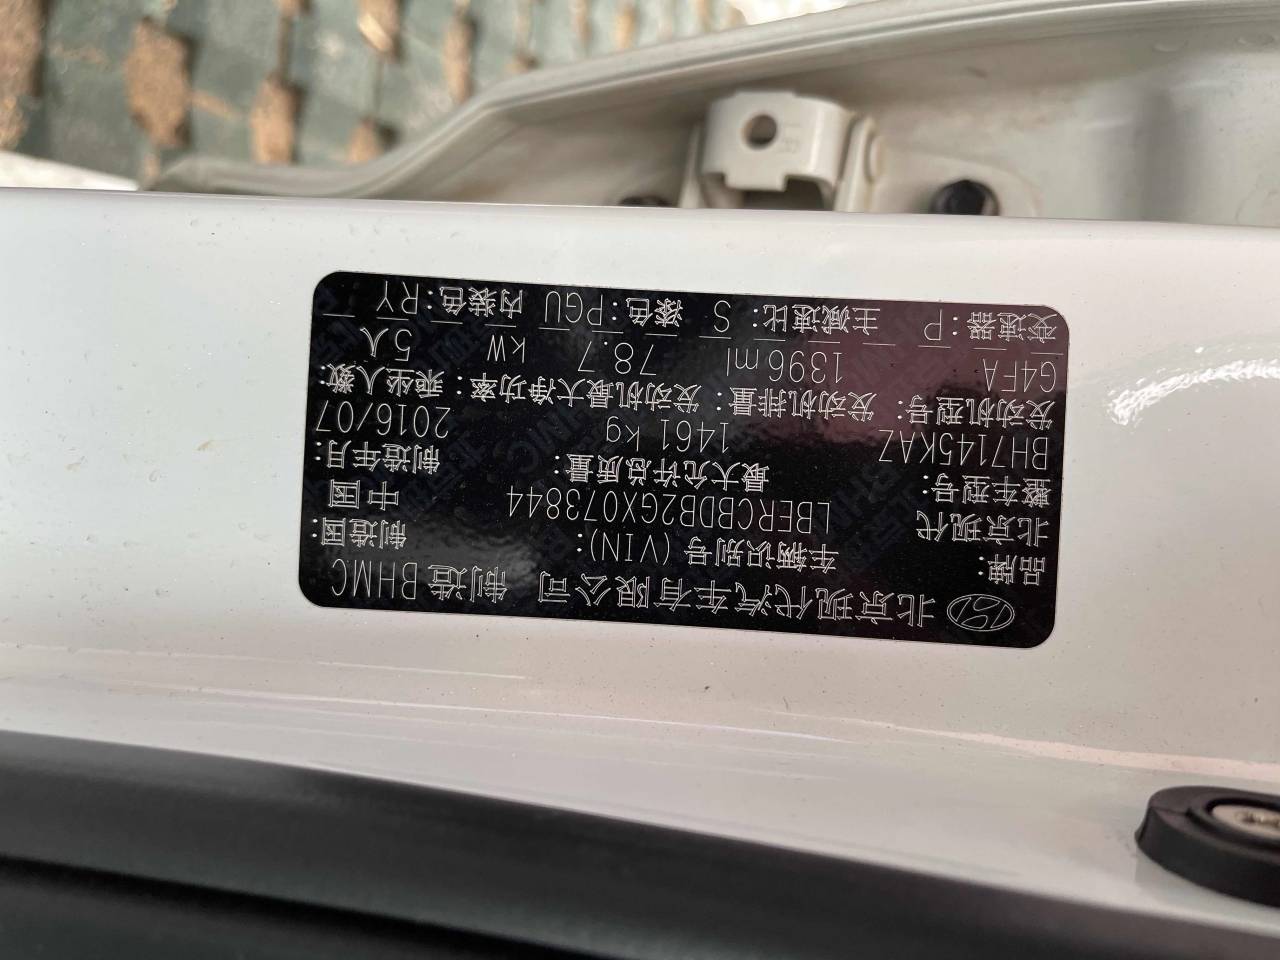 北京现代汽车有限公司 制造 BHMC
品牌: 车辆识别号(VIN): 制造国:
北京现代 LBERCBDB2GX073844 中国
整车型号: 最大允许总质量: 制造年月:
BH7145KAZ 1461 kg 2016/07
发动机型号: 发动机排量: 发动机最大净功率: 乘坐人数:
G4FA 1396 ml 78.7 kW 5人
变速器: P 主减速比: S 漆色: PGU 内装色: RY